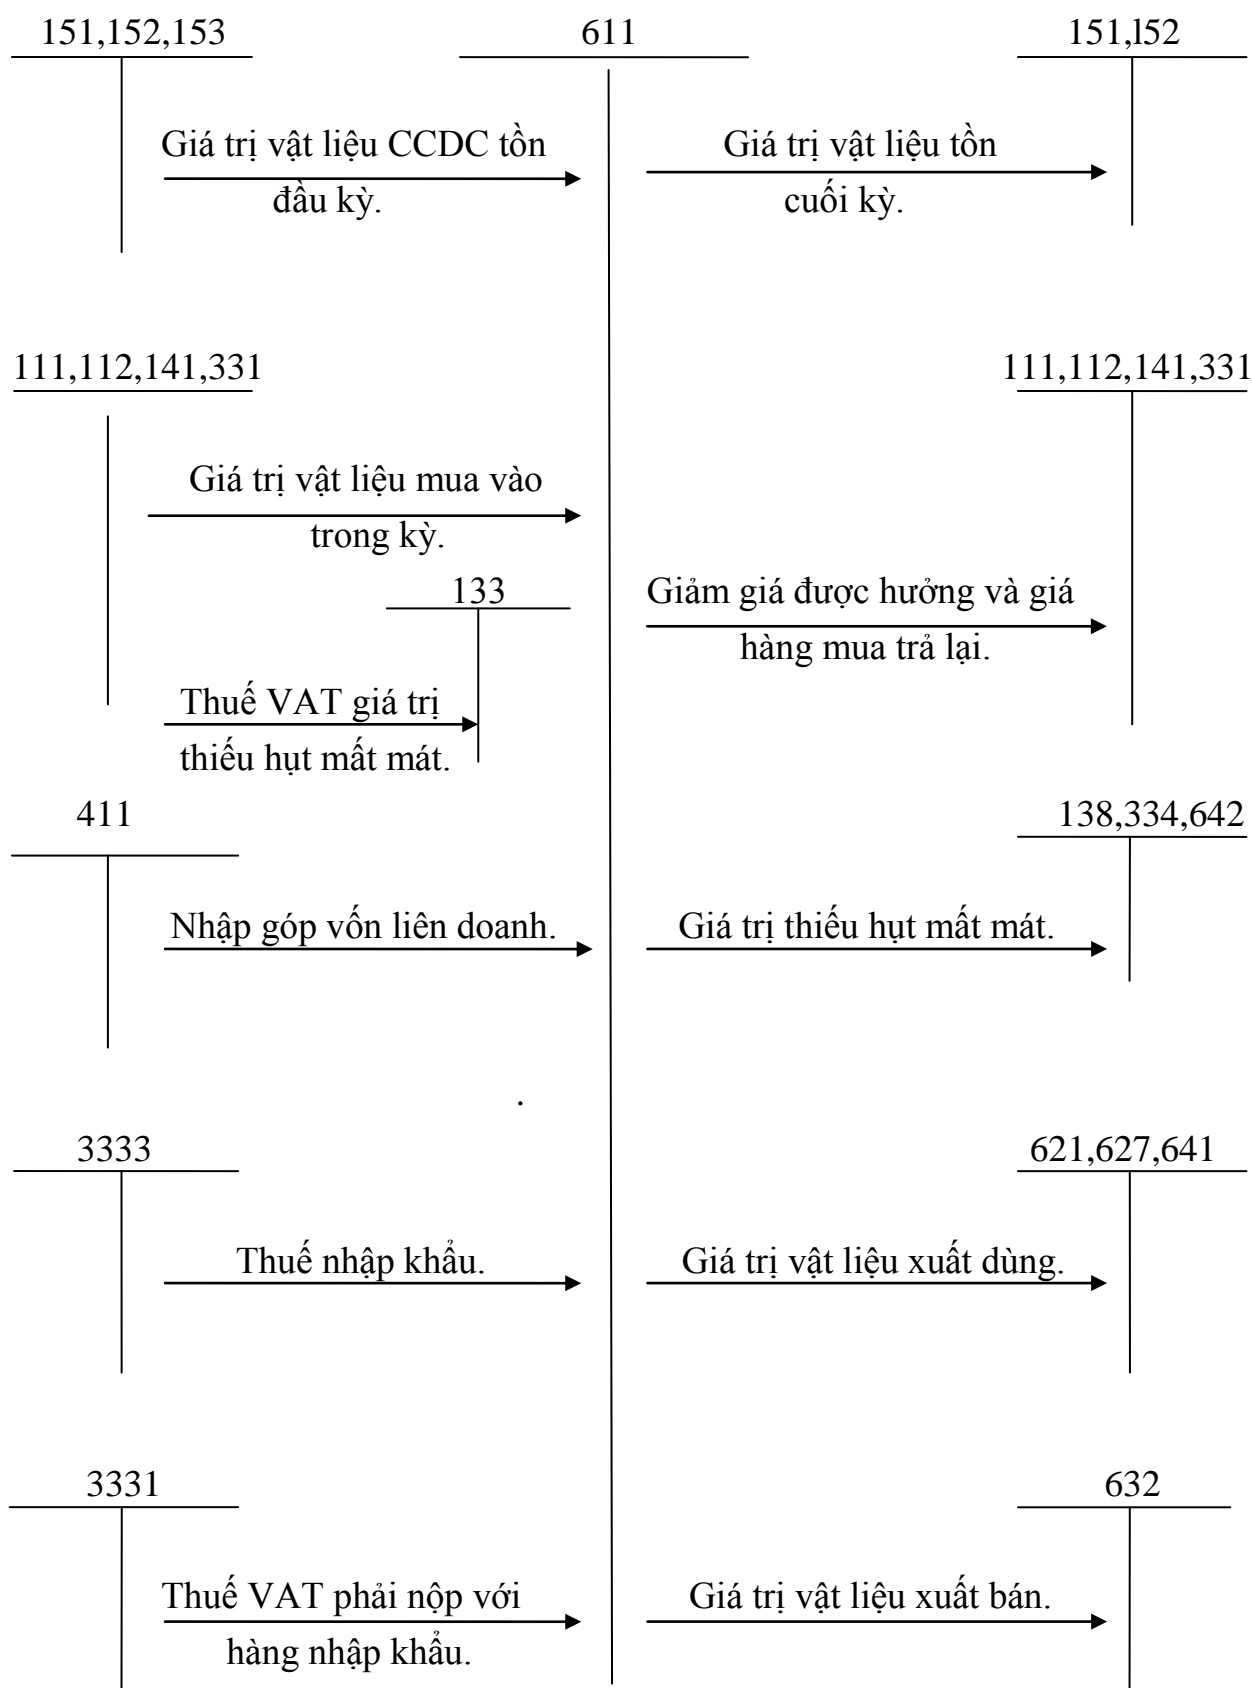 151,152,153
611
151,152
Giá trị vật liệu CCDC tồn
đầu kỳ.
Giá trị vật liệu tồn
cuối kỳ.
111,112,141,331
111,112,141,331
Giá trị vật liệu mua vào
trong kỳ.
133
Giảm giá được hưởng và giá
hàng mua trả lại.
Thuế VAT giá trị
thiếu hụt mất mát.
411
138,334,642
Nhập góp vốn liên doanh.
Giá trị thiếu hụt mất mát.
.
3333
621,627,641
Thuế nhập khẩu.
Giá trị vật liệu xuất dùng.
3331
632
Thuế VAT phải nộp với
hàng nhập khẩu.
Giá trị vật liệu xuất bán.